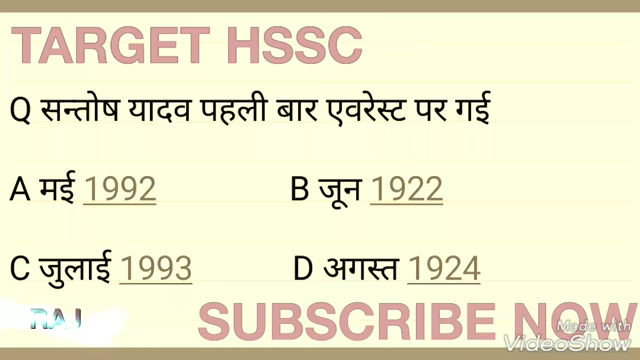 TARGET HSSC
Q सन्तोष यादव पहली बार एवरेस्ट पर गई
A मई 1992 B जून 1922
C जुलाई 1993 D अगस्त 1924
RAJ
SUBSCRIBE NOW
Made with
VideoShow